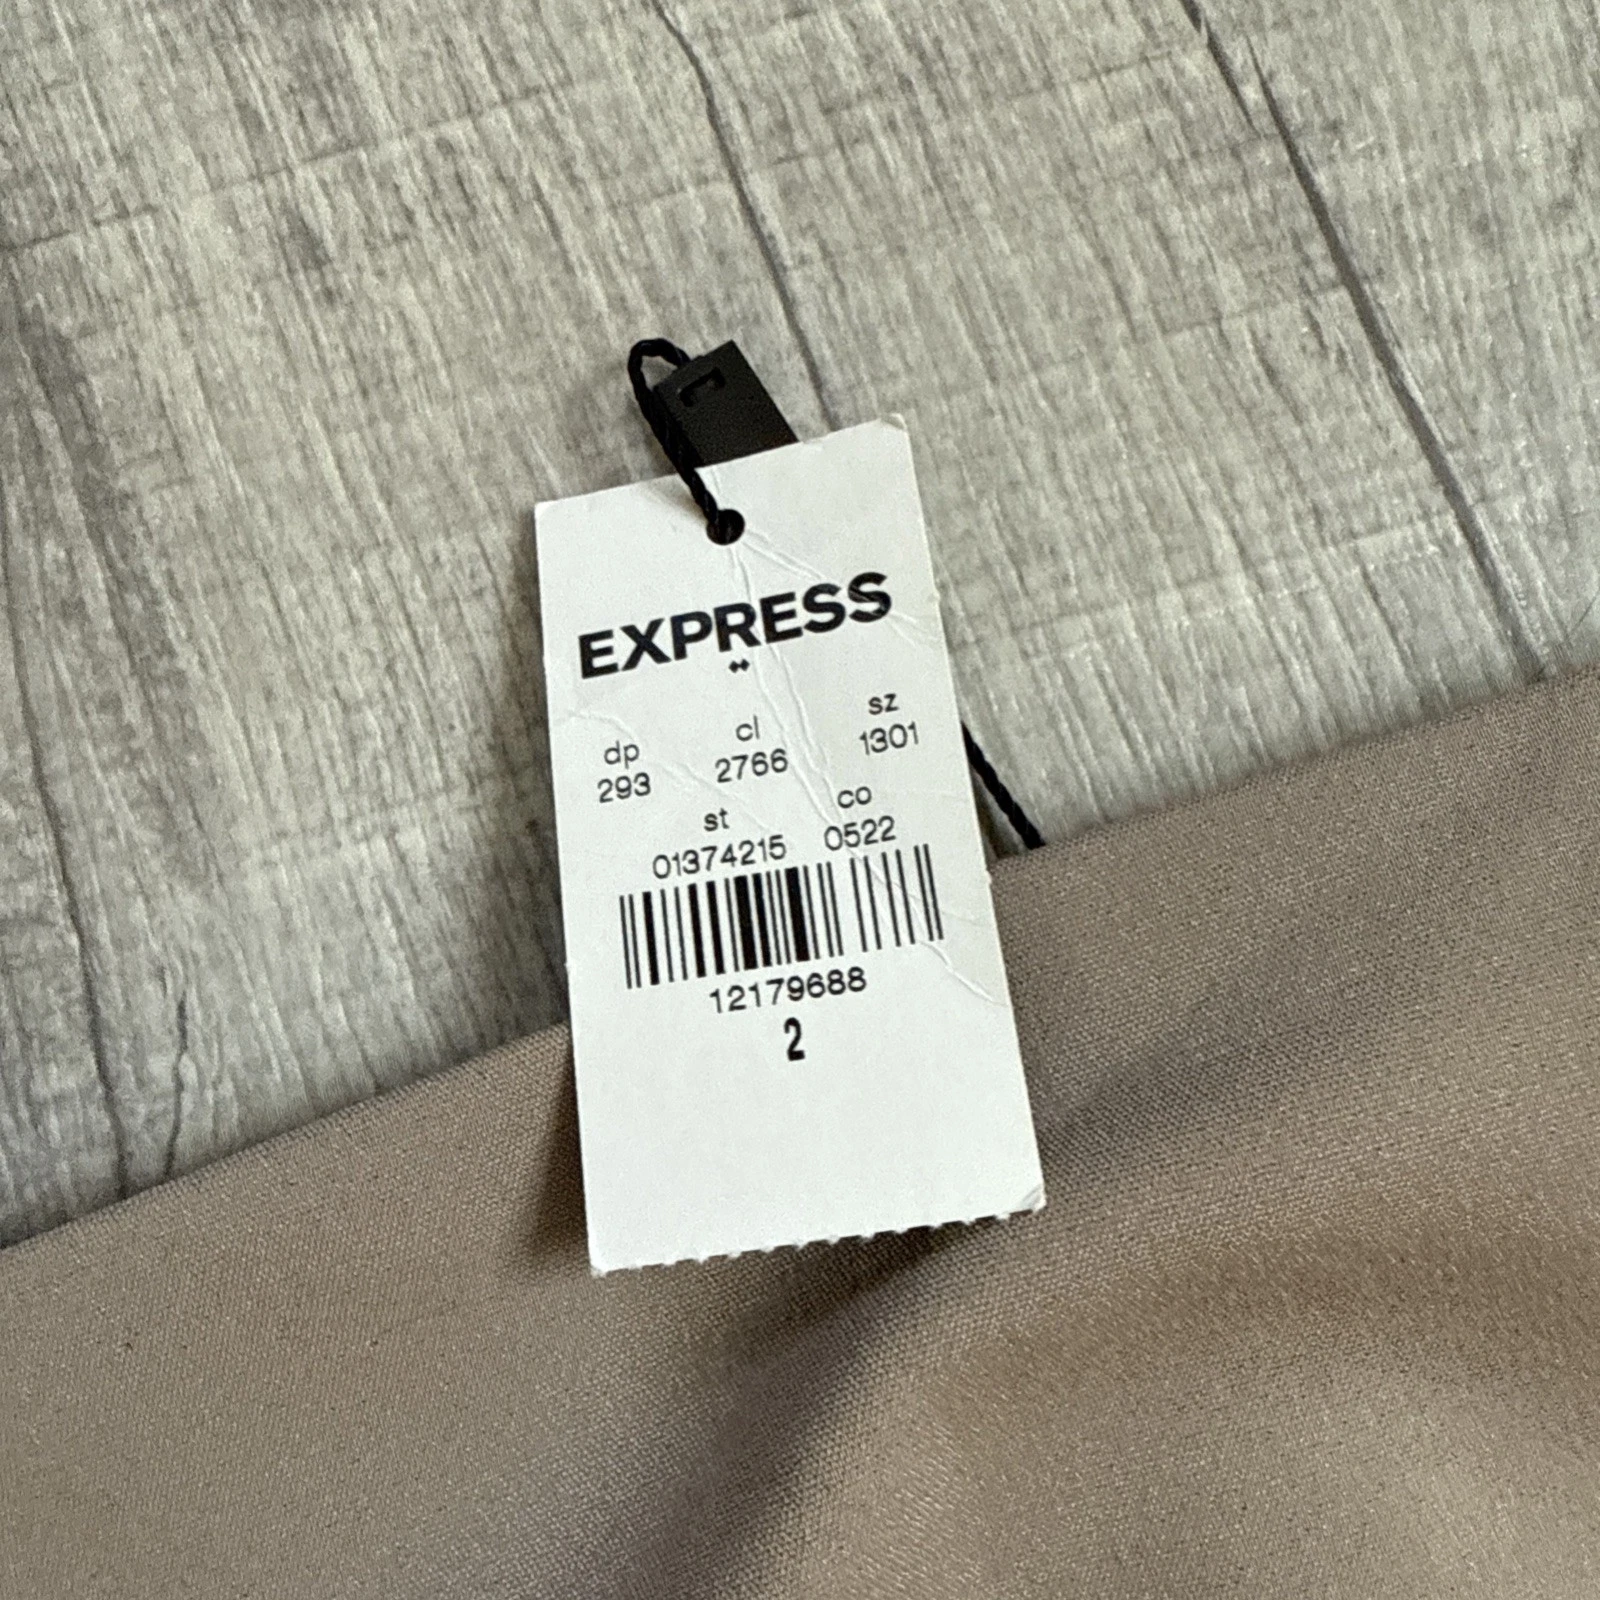 EXPRESS
dp cl sz
293 2766 1301
st co
01374215 0522
12179688
2